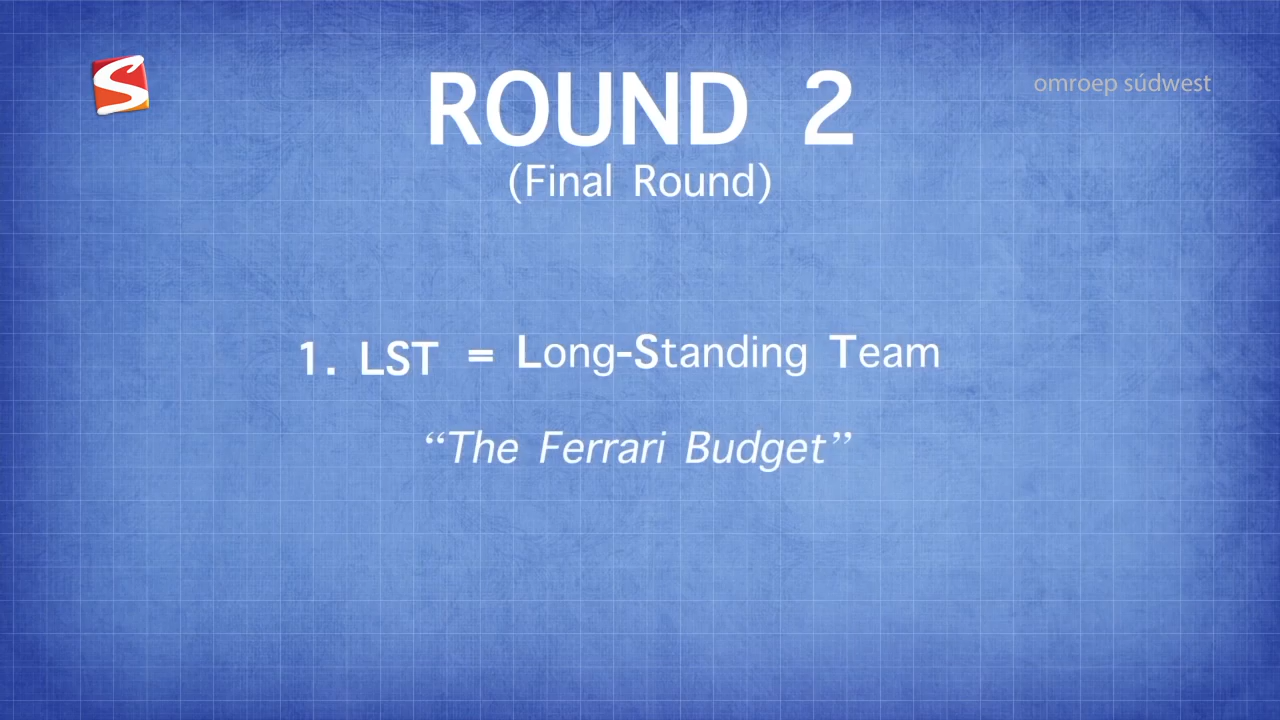 ROUND 2
omroep súdwest
(Final Round)
1. LST = Long-Standing Team
“The Ferrari Budget”